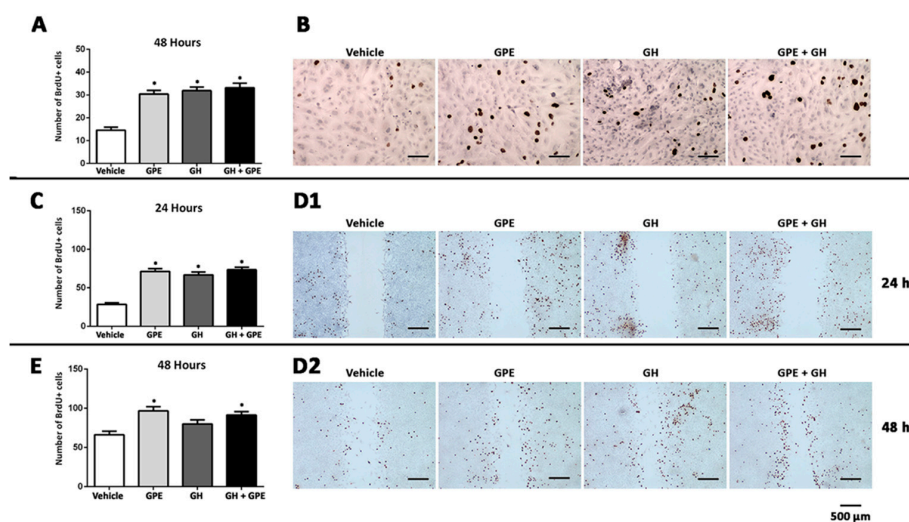 A
48 Hours
Number of BrdU+ cells
50
40
30
20
10
0
Vehicle GPE GH GH + GPE
* * *
B
Vehicle GPE GH GPE + GH
C
24 Hours
Number of BrdU+ cells
150
100
50
0
Vehicle GPE GH GH + GPE
* * *
D1
Vehicle GPE GH GPE + GH
24 h
E
48 Hours
Number of BrdU+ cells
150
100
50
0
Vehicle GPE GH GH + GPE
* *
D2
Vehicle GPE GH GPE + GH
48 h
500 µm